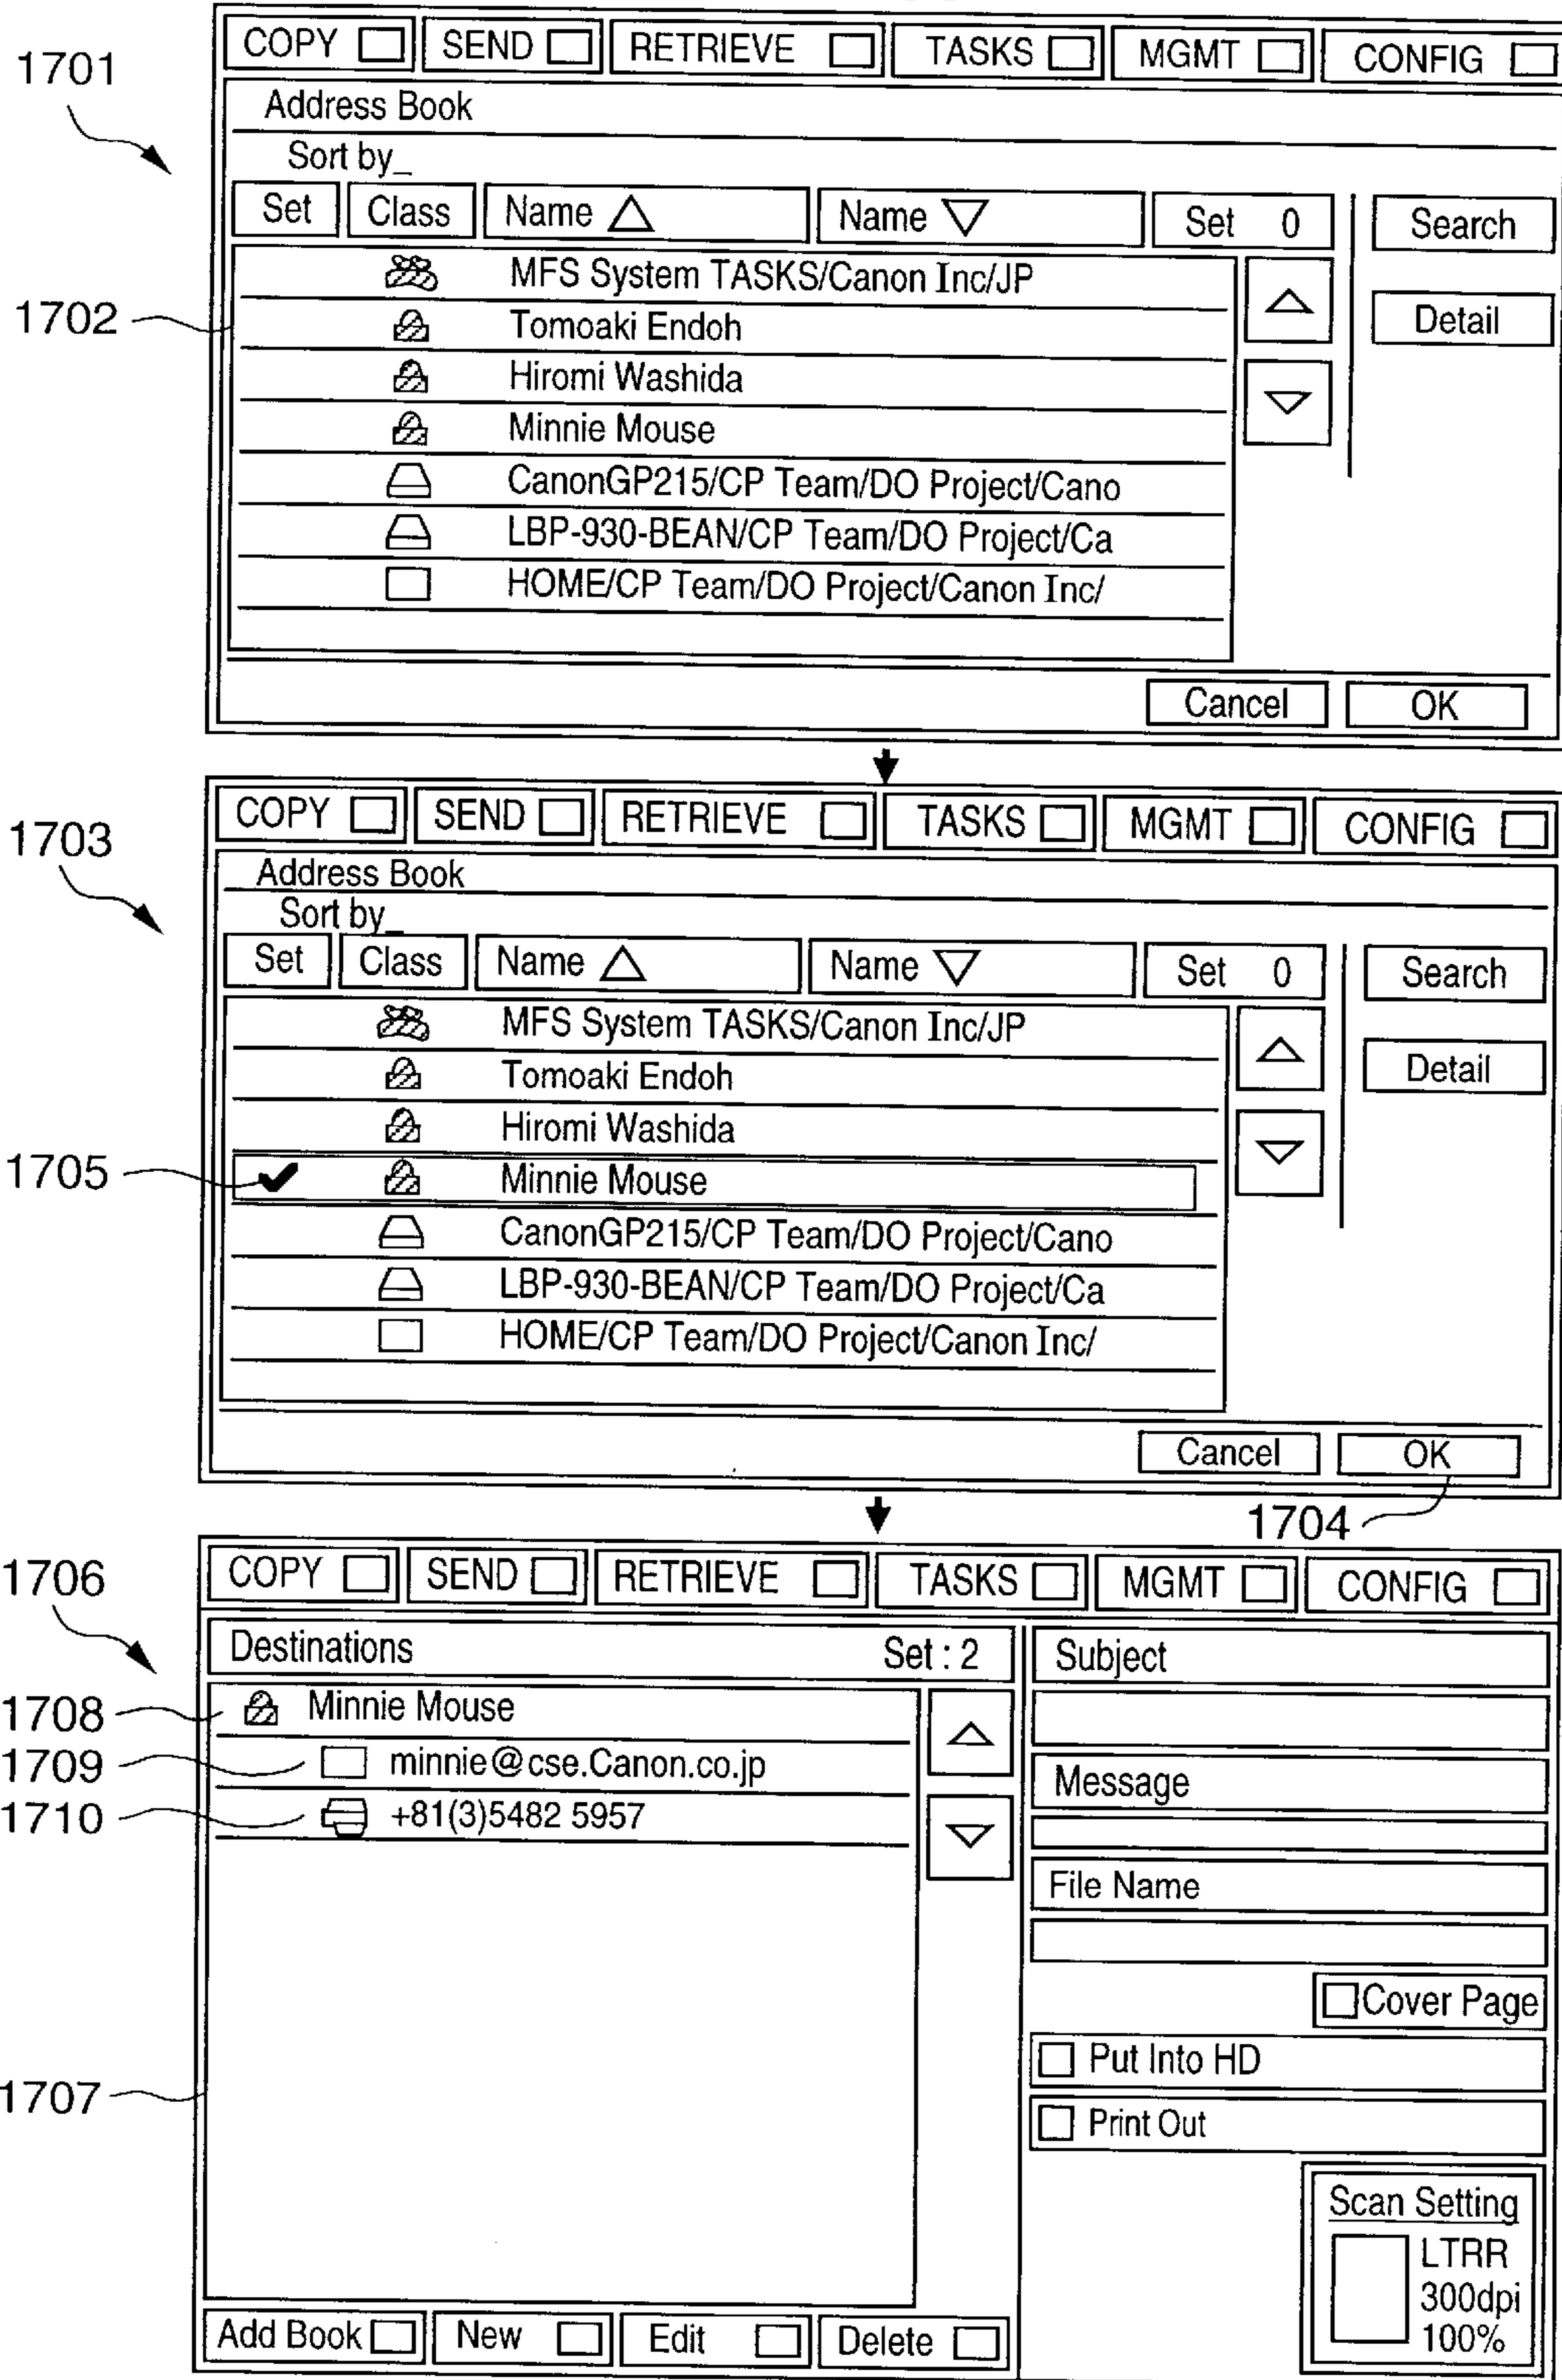 COPY SEND RETRIEVE TASKS MGMT CONFIG
1701
Address Book
Sort by_
Set Class Name Name Set 0 Search
MFS System TASKS/Canon Inc/JP
1702 Tomoaki Endoh Detail
Hiromi Washida
Minnie Mouse
CanonGP215/CP Team/DO Project/Cano
LBP-930-BEAN/CP Team/DO Project/Ca
HOME/CP Team/DO Project/Canon Inc/
Cancel OK
COPY SEND RETRIEVE TASKS MGMT CONFIG
1703
Address Book
Sort by_
Set Class Name Name Set 0 Search
MFS System TASKS/Canon Inc/JP
Tomoaki Endoh Detail
Hiromi Washida
1705 Minnie Mouse
CanonGP215/CP Team/DO Project/Cano
LBP-930-BEAN/CP Team/DO Project/Ca
HOME/CP Team/DO Project/Canon Inc/
Cancel OK
1704
COPY SEND RETRIEVE TASKS MGMT CONFIG
1706
Destinations Set : 2 Subject
1708 Minnie Mouse
1709 minnie@cse.Canon.co.jp Message
1710 +81(3)5482 5957
File Name
Cover Page
Put Into HD
1707
Print Out
Scan Setting
LTRR
300dpi
100%
Add Book New Edit Delete